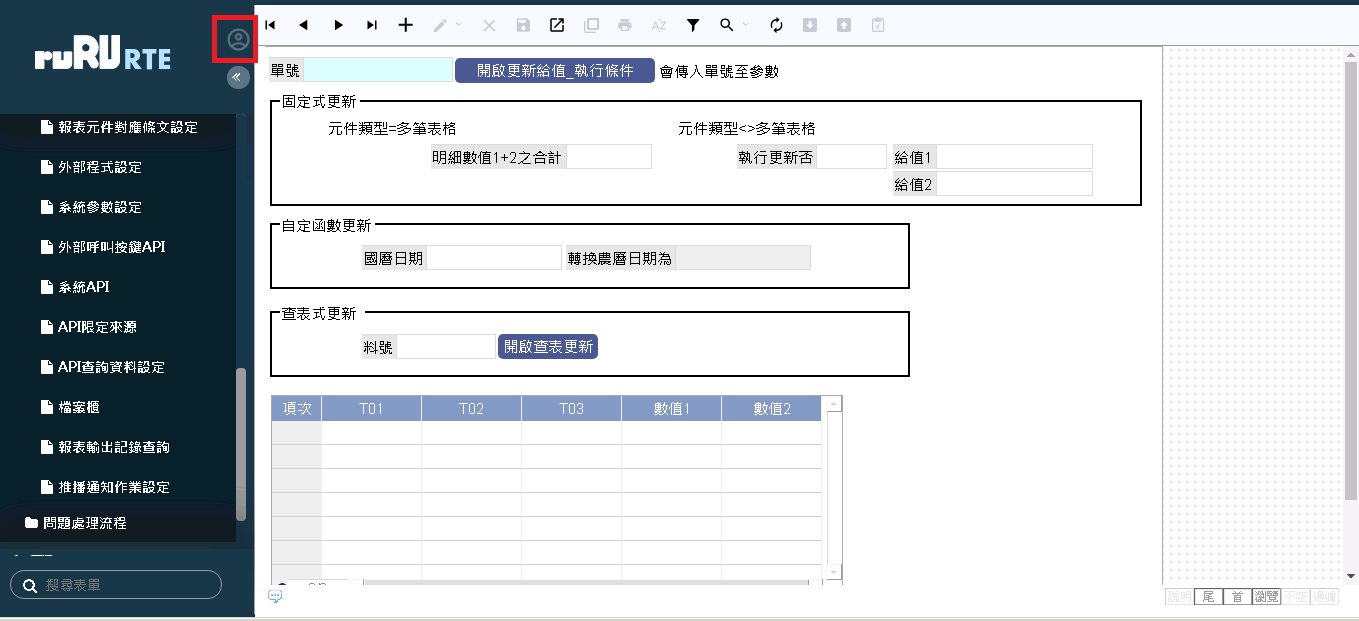 ruRU RTE
報表元件對應條文設定
外部程式設定
系統參數設定
外部呼叫按鍵API
系統API
API限定來源
API查詢資料設定
檔案櫃
報表輸出記錄查詢
推播通知作業設定
問題處理流程
搜尋表單
單號 開啟更新給值_執行條件 會傳入單號至參數
固定式更新
元件類型=多筆表格 元件類型<>多筆表格
明細數值1+2之合計 執行更新否 給值1
給值2
自定函數更新
國曆日期 轉換農曆日期為
查表式更新
料號 開啟查表更新
項次 T01 T02 T03 數值1 數值2
說明 尾 首 瀏覽 不空 過濾